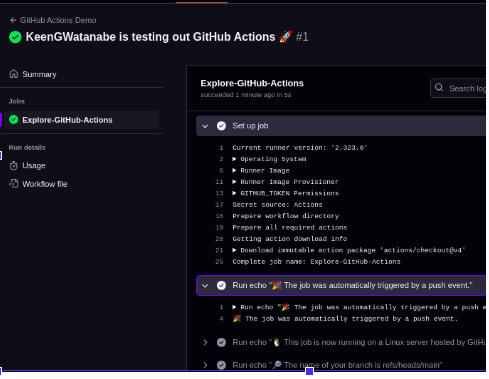 ← GitHub Actions Demo
KeenGWatanabe is testing out GitHub Actions 🚀 #1
Summary
Jobs
Explore-GitHub-Actions
Run details
Usage
Workflow file
Explore-GitHub-Actions
succeeded 1 minute ago in 5s
Search log
Set up job
1 Current runner version: '2.323.0'
2 ▶ Operating System
6 ▶ Runner Image
11 ▶ Runner Image Provisioner
13 ▶ GITHUB_TOKEN Permissions
17 Secret source: Actions
18 Prepare workflow directory
19 Prepare all required actions
20 Getting action download info
21 ▶ Download immutable action package 'actions/checkout@v4'
25 Complete job name: Explore-GitHub-Actions
Run echo "🎉 The job was automatically triggered by a push event."
1 ▶ Run echo "🎉 The job was automatically triggered by a push e
4 🎉 The job was automatically triggered by a push event.
Run echo "🐧 This job is now running on a Linux server hosted by GitHu
Run echo "🔎 The name of your branch is refs/heads/main"